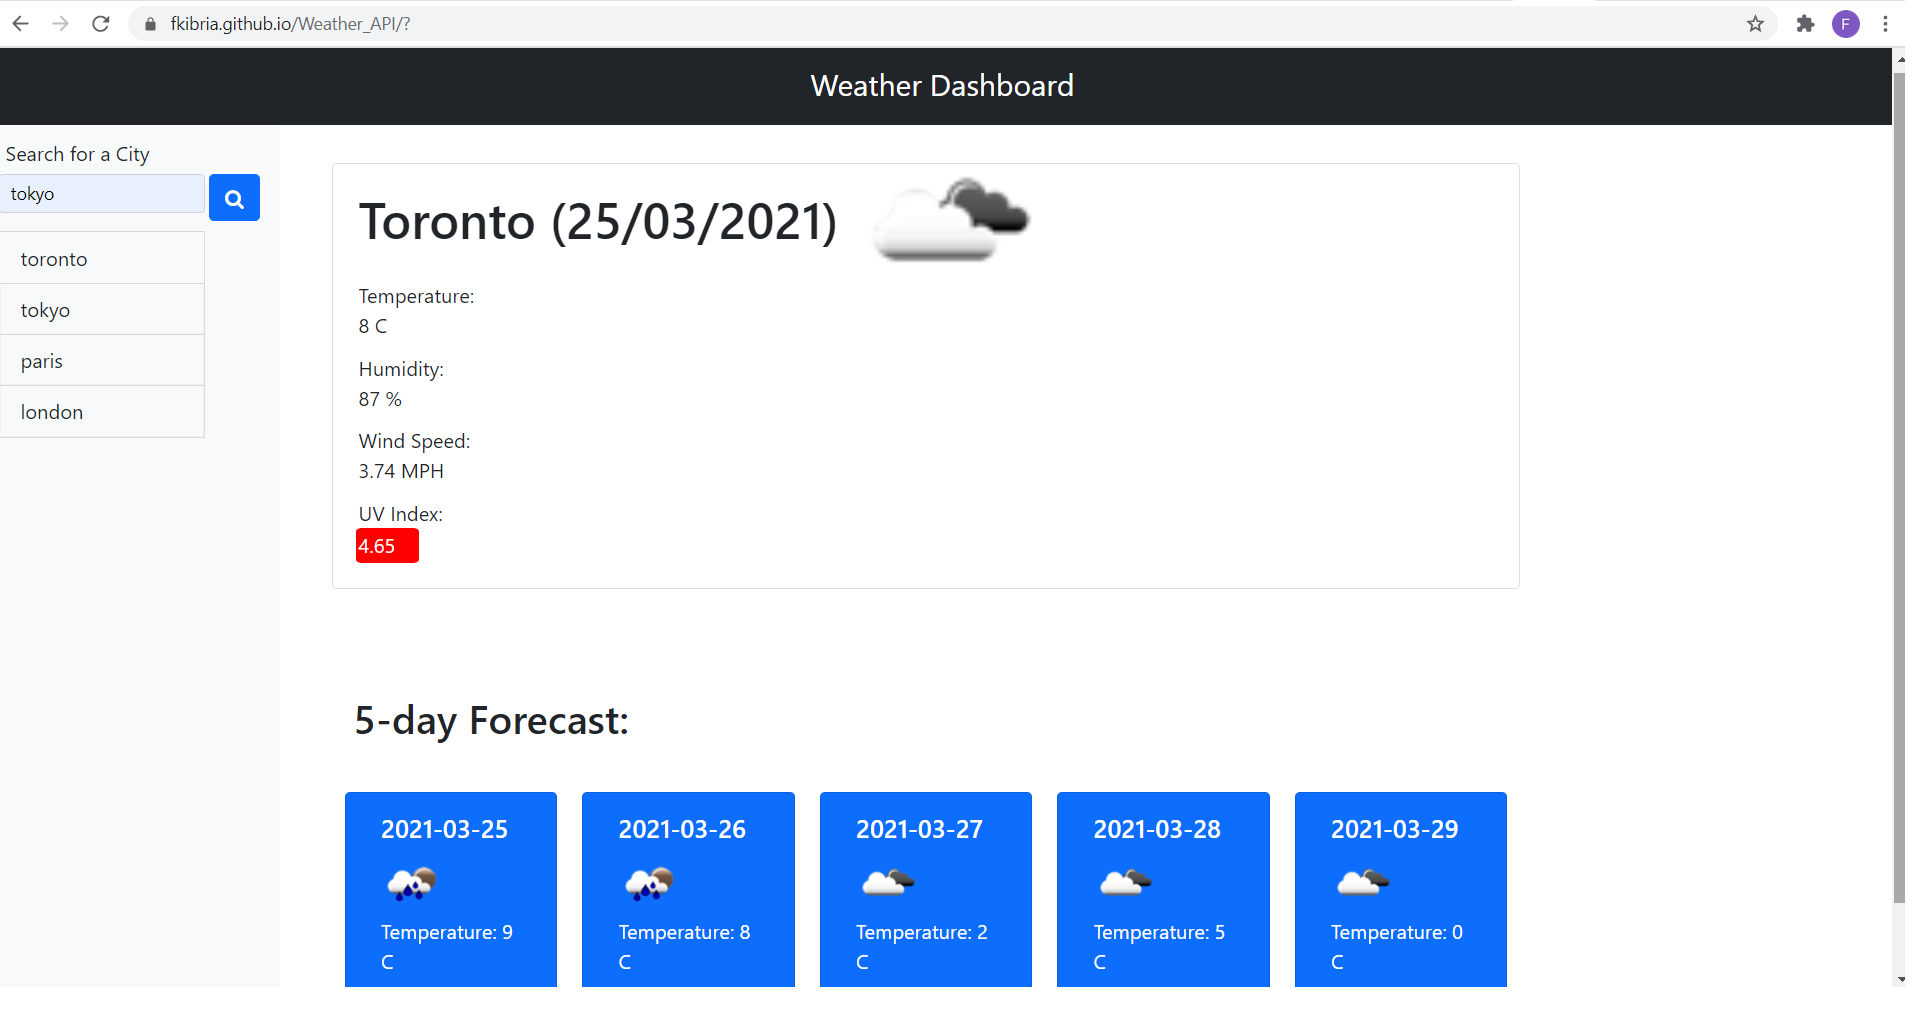 fkibria.github.io/Weather_API/?
F
Weather Dashboard
Search for a City
tokyo
toronto
tokyo
paris
london
Toronto (25/03/2021)
Temperature:
8 C
Humidity:
87 %
Wind Speed:
3.74 MPH
UV Index:
4.65
5-day Forecast:
2021-03-25
Temperature: 9
C
2021-03-26
Temperature: 8
C
2021-03-27
Temperature: 2
C
2021-03-28
Temperature: 5
C
2021-03-29
Temperature: 0
C